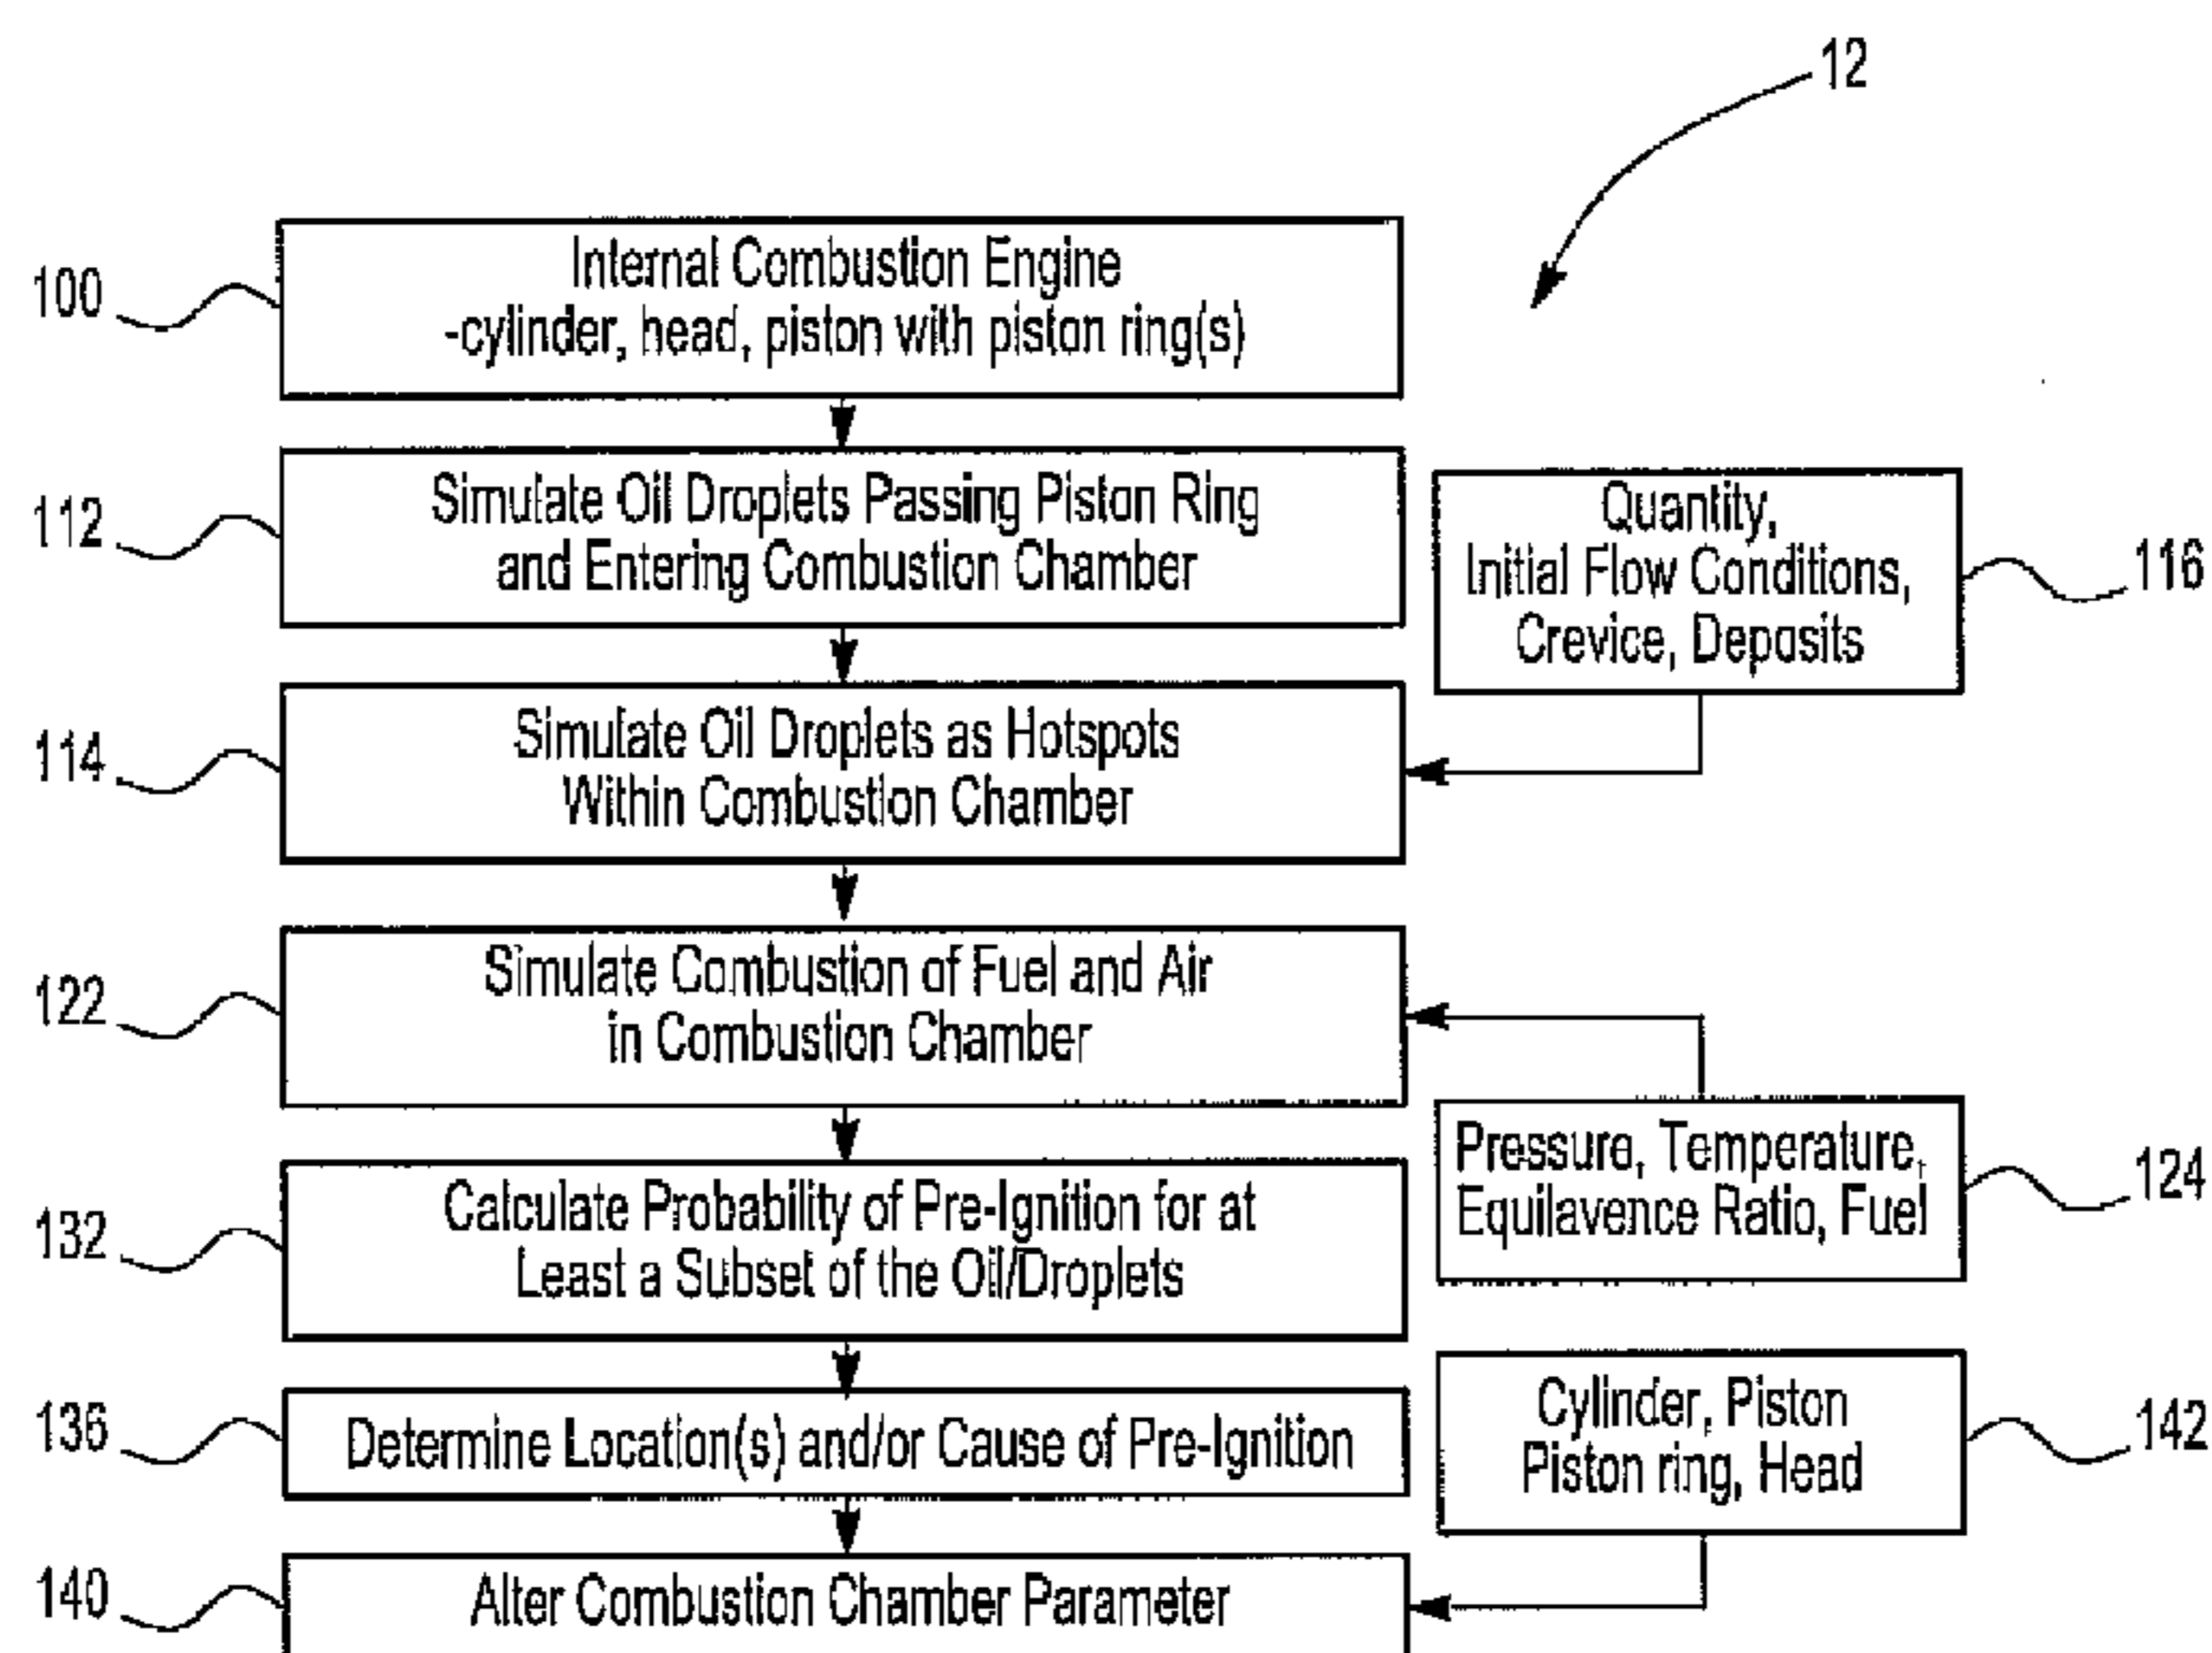 12
100
Internal Combustion Engine
-cylinder, head, piston with piston ring(s)
112
Simulate Oil Droplets Passing Piston Ring
and Entering Combustion Chamber
Quantity,
Initial Flow Conditions,
Crevice, Deposits
116
114
Simulate Oil Droplets as Hotspots
Within Combustion Chamber
122
Simulate Combustion of Fuel and Air
in Combustion Chamber
Pressure, Temperature,
Equilavence Ratio, Fuel
124
132
Calculate Probability of Pre-Ignition for at
Least a Subset of the Oil/Droplets
136
Determine Location(s) and/or Cause of Pre-Ignition
Cylinder, Piston
Piston ring, Head
142
140
Alter Combustion Chamber Parameter